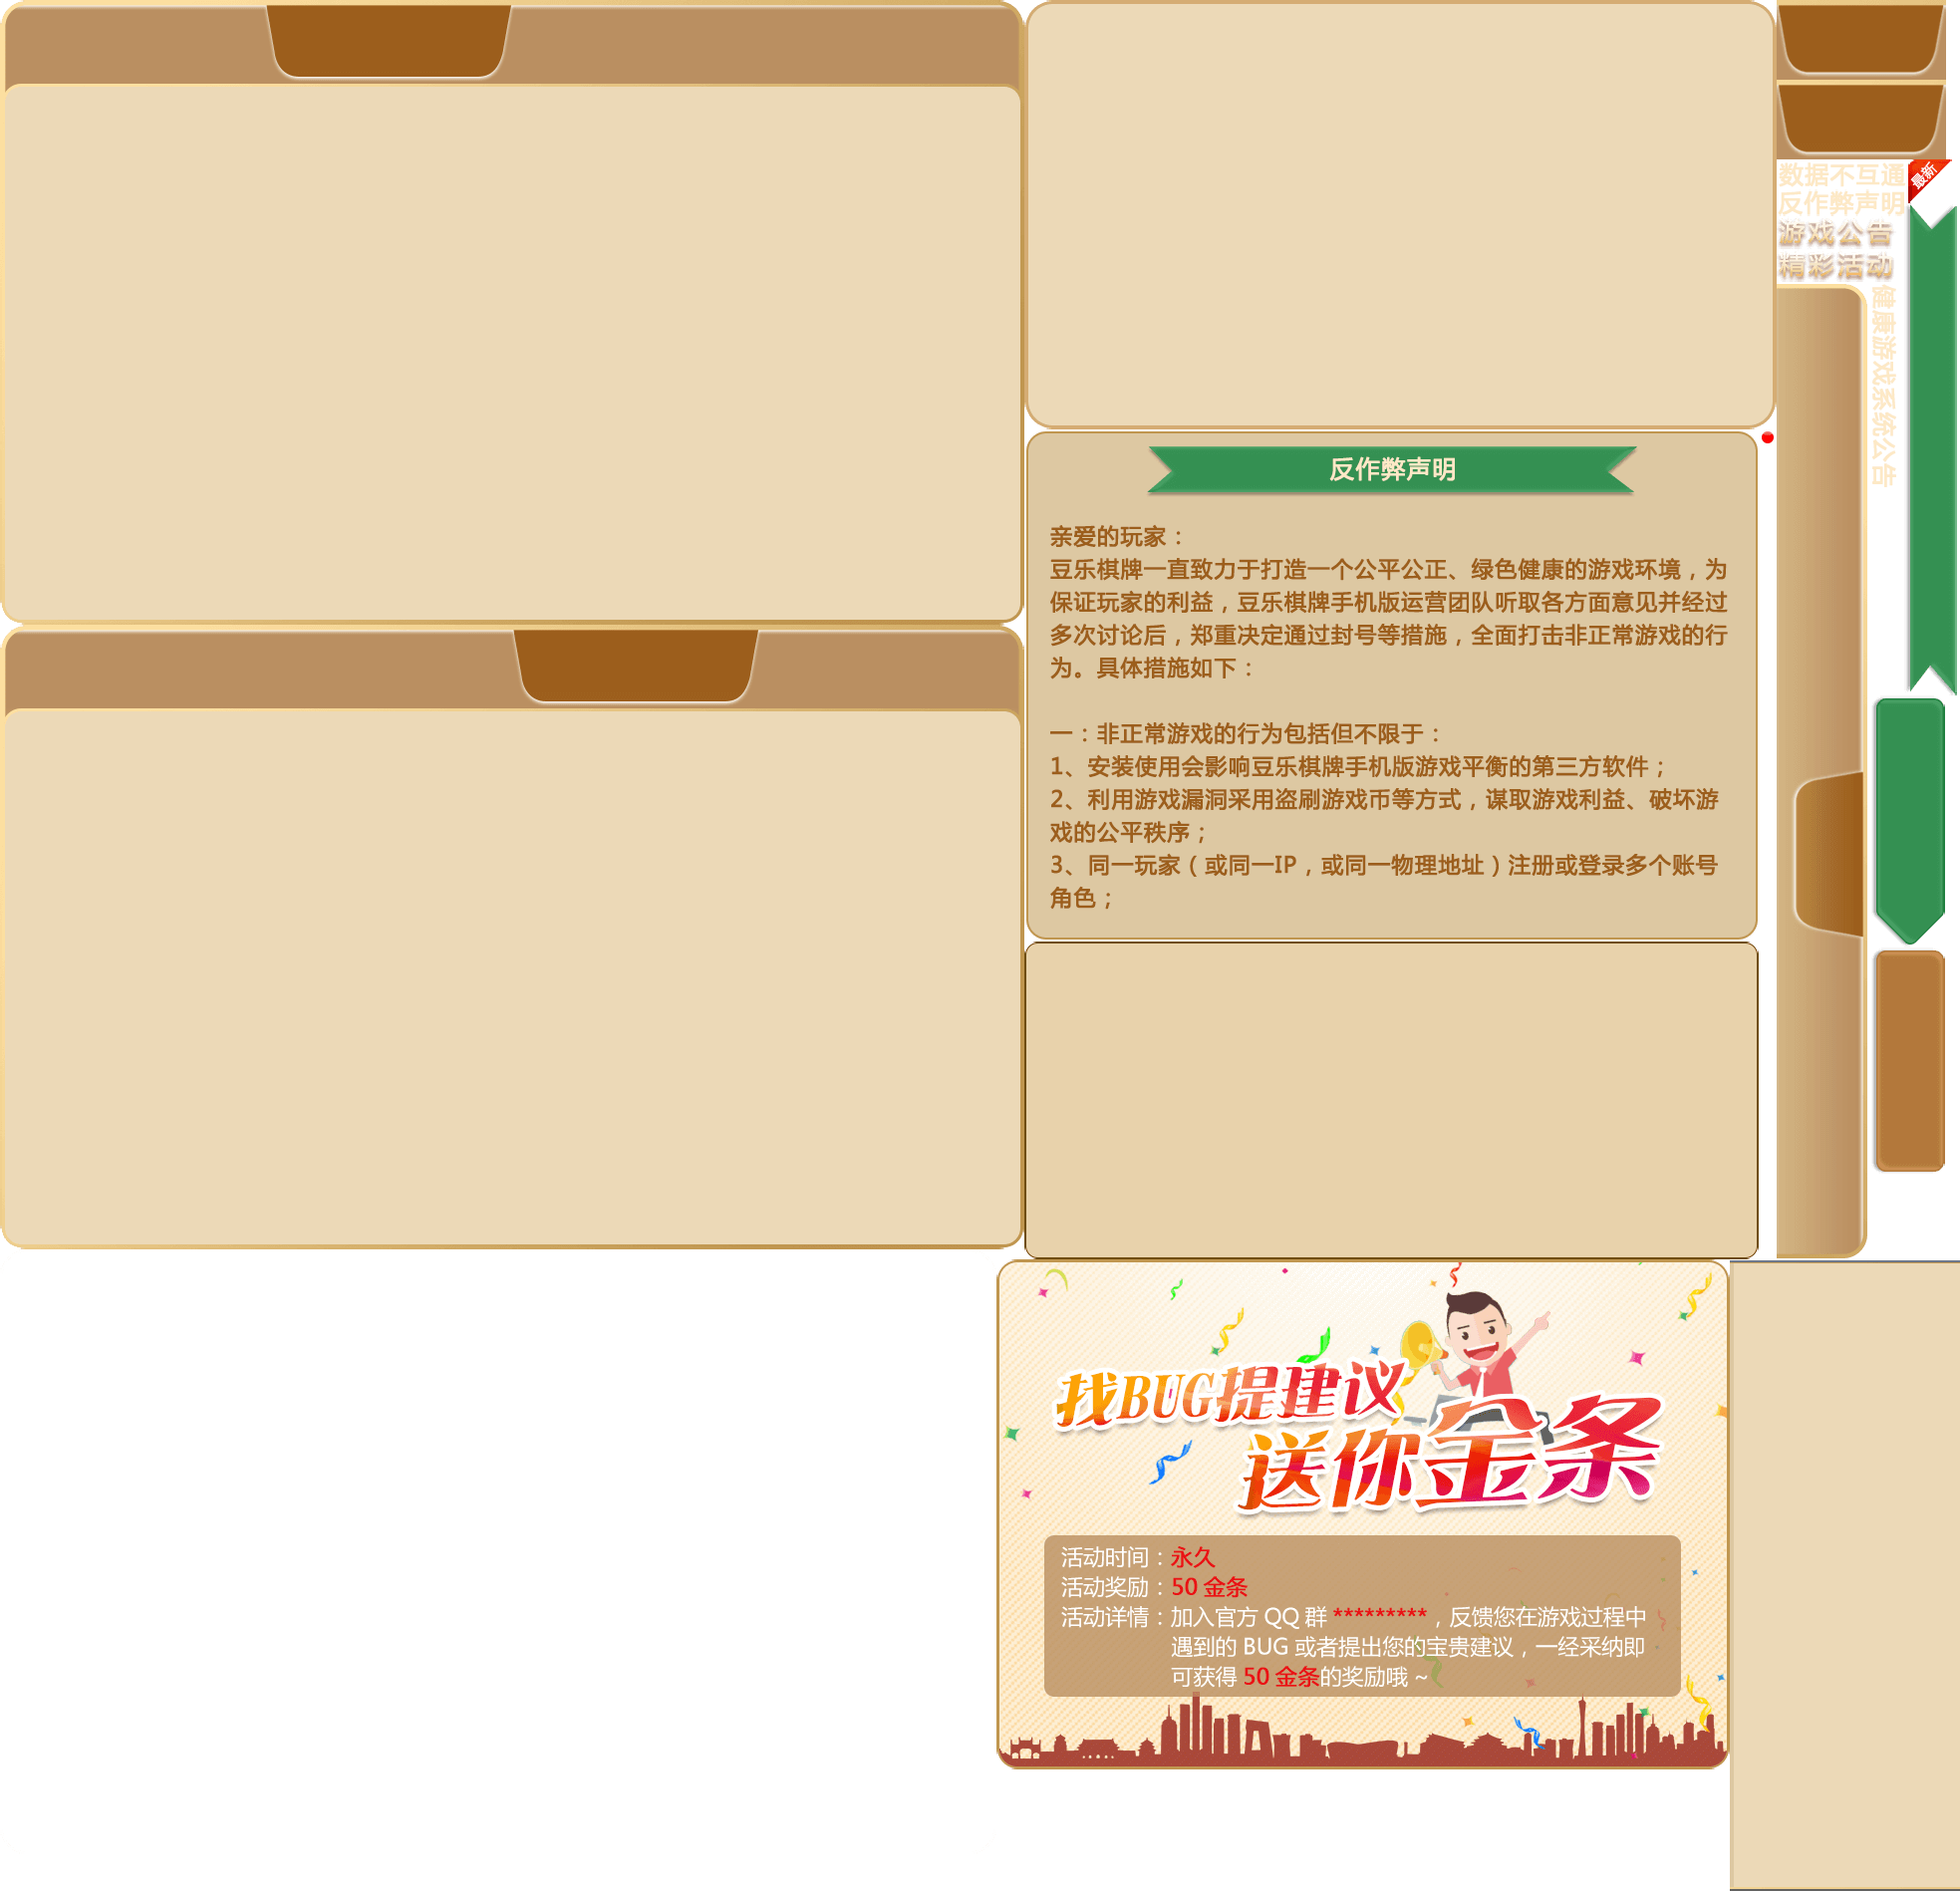 数据不互通
最新
反作弊声明
游戏公告
精彩活动
健康游戏系统公告
反作弊声明
亲爱的玩家：
豆乐棋牌一直致力于打造一个公平公正、绿色健康的游戏环境，为
保证玩家的利益，豆乐棋牌手机版运营团队听取各方面意见并经过
多次讨论后，郑重决定通过封号等措施，全面打击非正常游戏的行
为。具体措施如下：
一：非正常游戏的行为包括但不限于：
1、安装使用会影响豆乐棋牌手机版游戏平衡的第三方软件；
2、利用游戏漏洞采用盗刷游戏币等方式，谋取游戏利益、破坏游
戏的公平秩序；
3、同一玩家（或同一IP，或同一物理地址）注册或登录多个账号
角色；
找BUG提建议
送你金条
活动时间：永久
活动奖励：50 金条
活动详情：加入官方 QQ 群 *********，反馈您在游戏过程中
遇到的 BUG 或者提出您的宝贵建议，一经采纳即
可获得 50 金条的奖励哦 ~